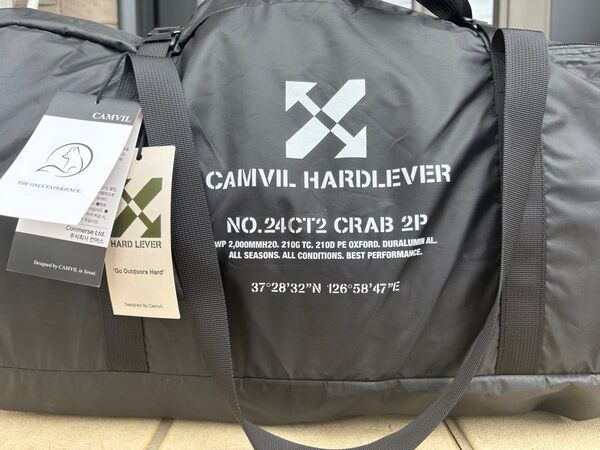 CAMVIL
THE ONLY EXPERIENCE.
Conmerse Ltd.
주식회사 컨머스
Designed by CAMVIL in Seoul.
HARD LEVER
'Go Outdoors Hard'
Designed By Camvil.
CAMVIL HARDLEVER
NO.24CT2 CRAB 2P
WP 2,000MMH20. 210G TC. 210D PE OXFORD. DURALUMIN AL.
ALL SEASONS. ALL CONDITIONS. BEST PERFORMANCE.
37°28'32"N 126°58'47"E